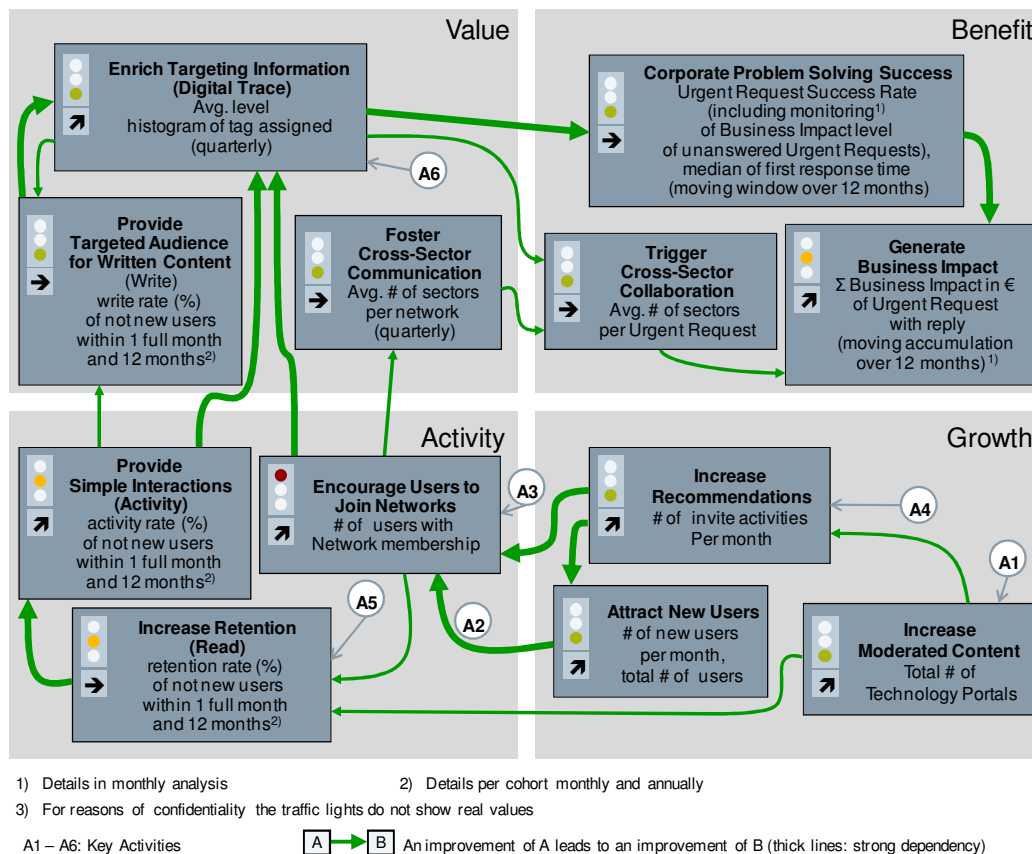 Value
Enrich Targeting Information
(Digital Trace)
Avg. level
histogram of tag assigned
(quarterly)
A6
Provide
Targeted Audience
for Written Content
(Write)
write rate (%)
of not new users
within 1 full month
and 12 months2)
Foster
Cross-Sector
Communication
Avg. # of sectors
per network
(quarterly)
Benefit
Corporate Problem Solving Success
Urgent Request Success Rate
(including monitoring1)
of Business Impact level
of unanswered Urgent Requests),
median of first response time
(moving window over 12 months)
Trigger
Cross-Sector
Collaboration
Avg. # of sectors
per Urgent Request
Generate
Business Impact
Σ Business Impact in €
of Urgent Request
with reply
(moving accumulation
over 12 months)1)
Activity
Provide
Simple Interactions
(Activity)
activity rate (%)
of not new users
within 1 full month
and 12 months2)
Encourage Users to
Join Networks
# of users with
Network membership
A3
A5
A2
Increase Retention
(Read)
retention rate (%)
of not new users
within 1 full month
and 12 months2)
Growth
Increase
Recommendations
# of invite activities
Per month
A4
A1
Attract New Users
# of new users
per month,
total # of users
Increase
Moderated Content
Total # of
Technology Portals
1) Details in monthly analysis
2) Details per cohort monthly and annually
3) For reasons of confidentiality the traffic lights do not show real values
A1 – A6: Key Activities
A B An improvement of A leads to an improvement of B (thick lines: strong dependency)